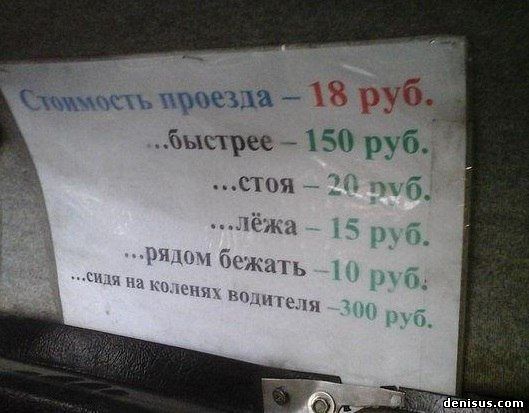 Стоимость проезда – 18 руб.
...быстрее – 150 руб.
...стоя – 20 руб.
...лёжа – 15 руб.
...рядом бежать –10 руб.
...сидя на коленях водителя –300 руб.
denisus.com